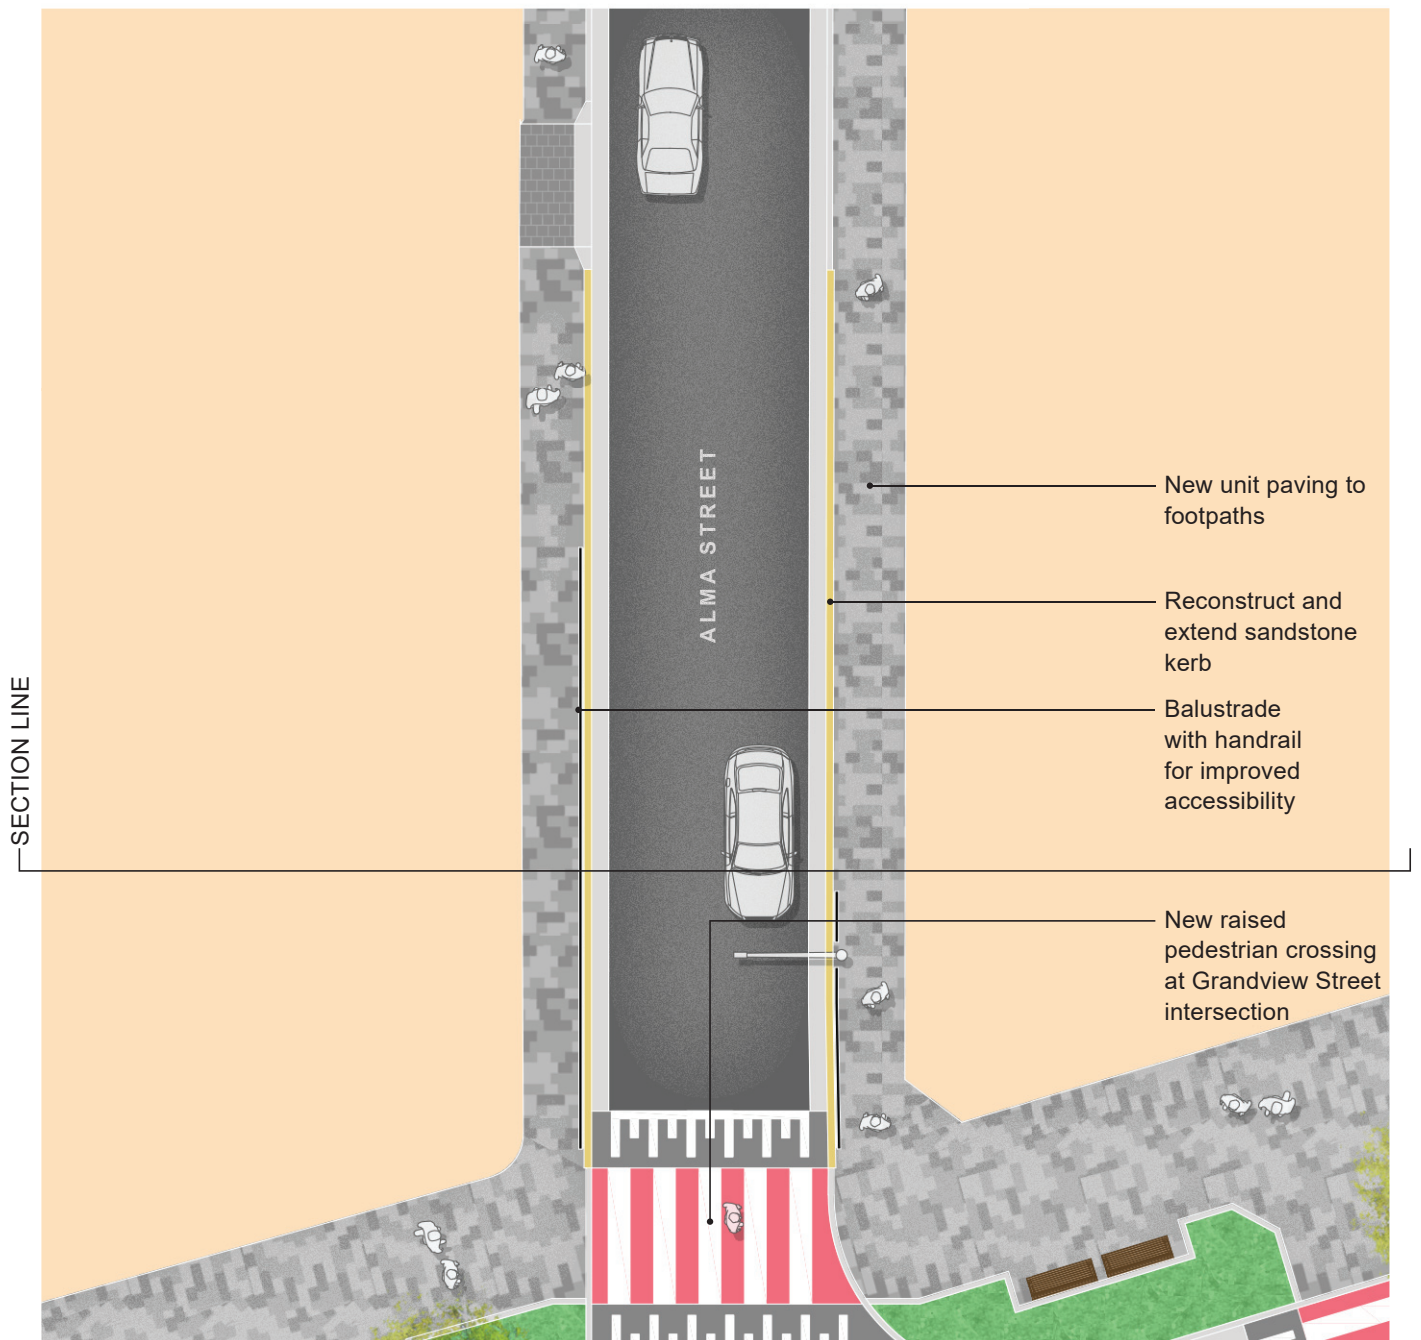 ALMA STREET
New unit paving to
footpaths
Reconstruct and
extend sandstone
kerb
Balustrade
with handrail
for improved
accessibility
SECTION LINE
New raised
pedestrian crossing
at Grandview Street
intersection